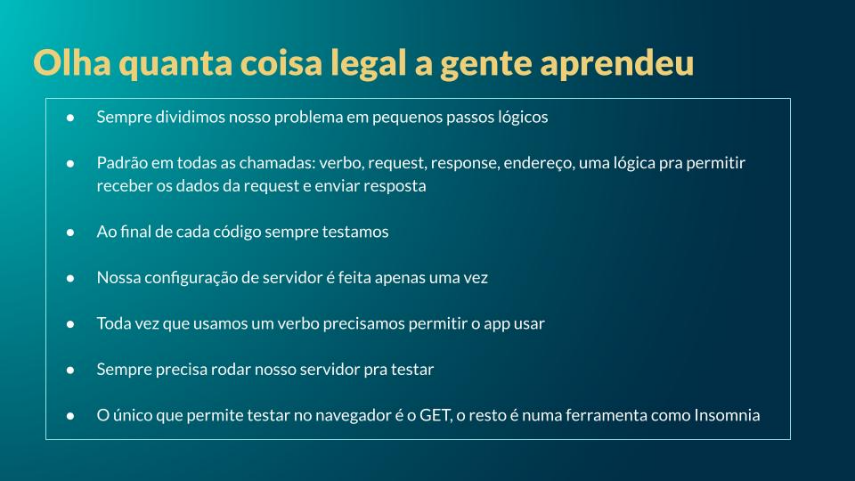 Olha quanta coisa legal a gente aprendeu
● Sempre dividimos nosso problema em pequenos passos lógicos
● Padrão em todas as chamadas: verbo, request, response, endereço, uma lógica pra permitir
receber os dados da request e enviar resposta
● Ao final de cada código sempre testamos
● Nossa configuração de servidor é feita apenas uma vez
● Toda vez que usamos um verbo precisamos permitir o app usar
● Sempre precisa rodar nosso servidor pra testar
● O único que permite testar no navegador é o GET, o resto é numa ferramenta como Insomnia